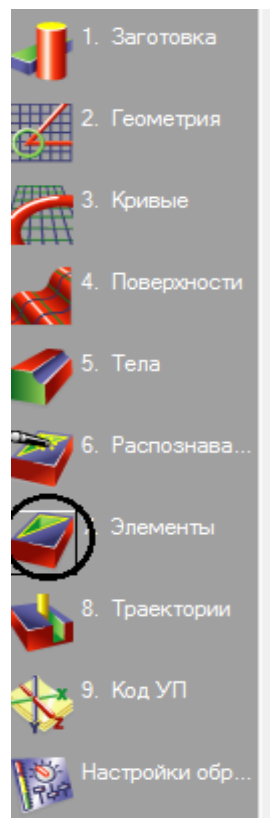 1. Заготовка
2. Геометрия
3. Кривые
4. Поверхности
5. Тела
6. Распознава...
7. Элементы
8. Траектории
9. Код УП
Настройки обр...